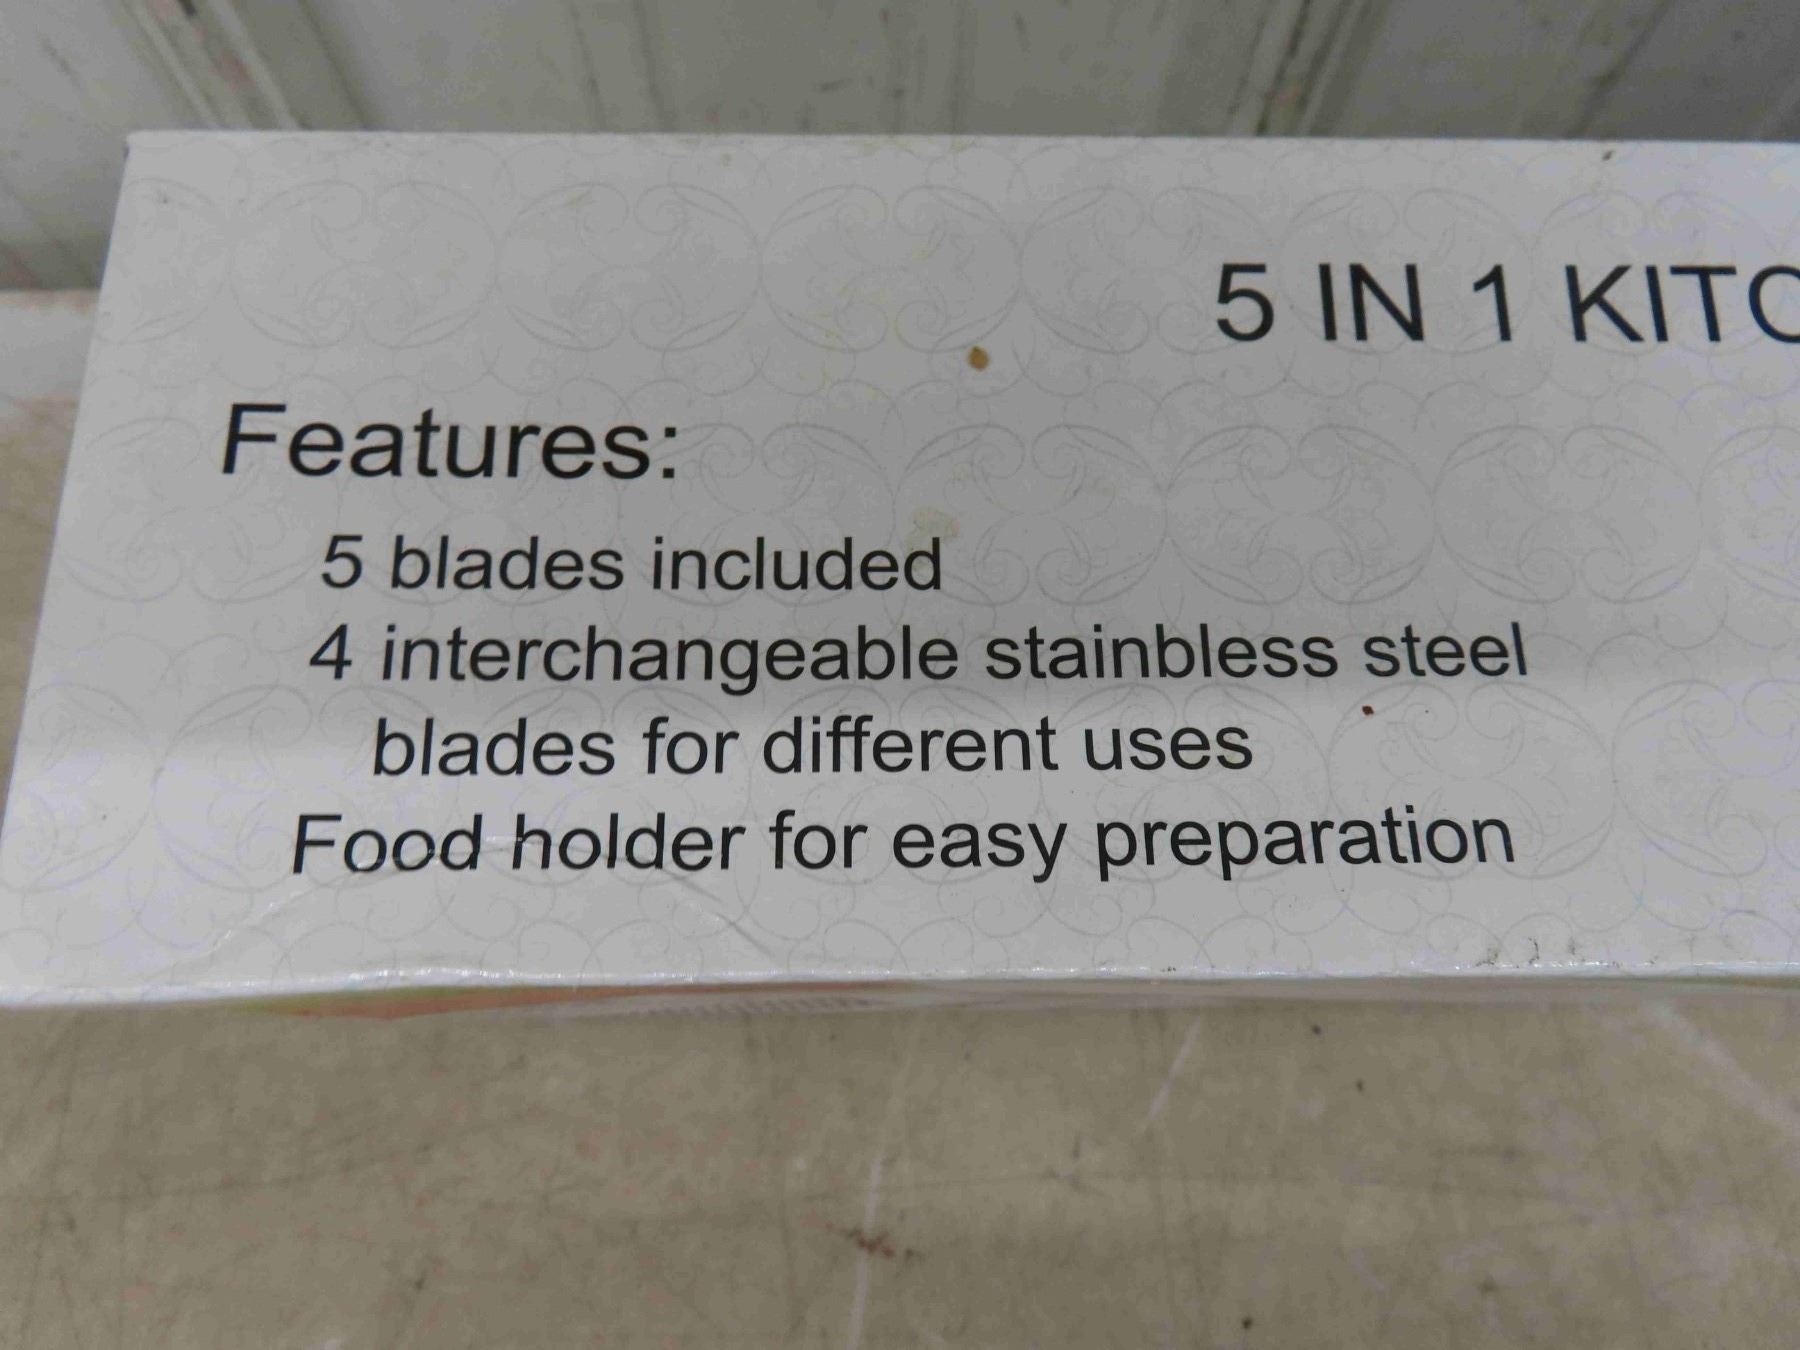 5 IN 1 KITC
Features:
5 blades included
4 interchangeable stainbless steel
blades for different uses
Food holder for easy preparation